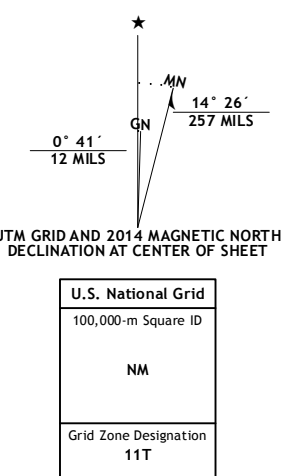 ★
MN
GN
14° 26´
257 MILS
0° 41´
12 MILS
UTM GRID AND 2014 MAGNETIC NORTH
DECLINATION AT CENTER OF SHEET
U.S. National Grid
100,000-m Square ID
NM
Grid Zone Designation
11T